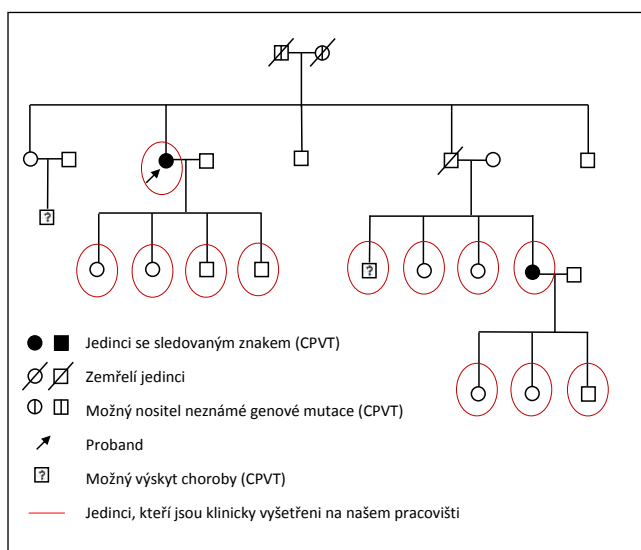 ?
?
Jedinci se sledovaným znakem (CPVT)
Zemřelí jedinci
Možný nositel neznámé genové mutace (CPVT)
Proband
? Možný výskyt choroby (CPVT)
Jedinci, kteří jsou klinicky vyšetřeni na našem pracovišti